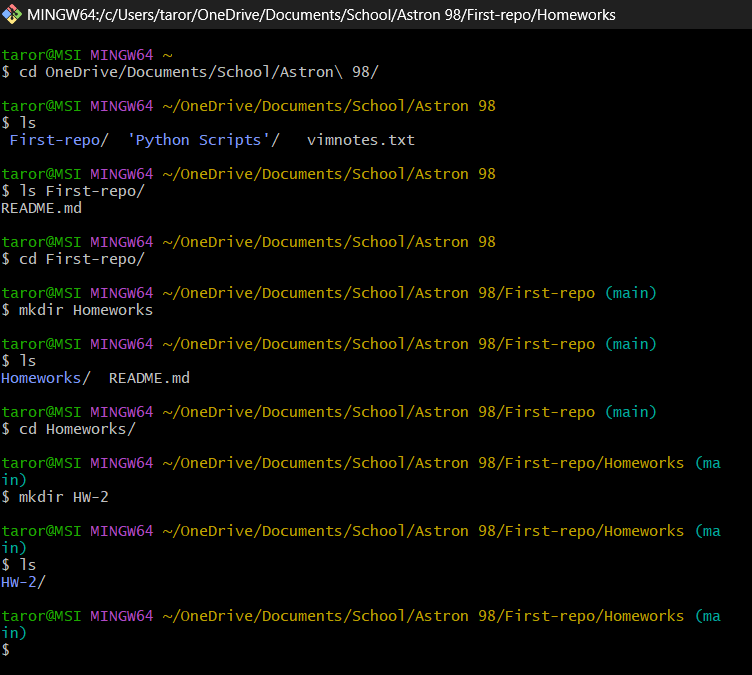 MINGW64:/c/Users/taror/OneDrive/Documents/School/Astron 98/First-repo/Homeworks
taror@MSI MINGW64 ~
$ cd OneDrive/Documents/School/Astron\ 98/
taror@MSI MINGW64 ~/OneDrive/Documents/School/Astron 98
$ ls
 First-repo/  'Python Scripts'/   vimnotes.txt
taror@MSI MINGW64 ~/OneDrive/Documents/School/Astron 98
$ ls First-repo/
README.md
taror@MSI MINGW64 ~/OneDrive/Documents/School/Astron 98
$ cd First-repo/
taror@MSI MINGW64 ~/OneDrive/Documents/School/Astron 98/First-repo (main)
$ mkdir Homeworks
taror@MSI MINGW64 ~/OneDrive/Documents/School/Astron 98/First-repo (main)
$ ls
Homeworks/  README.md
taror@MSI MINGW64 ~/OneDrive/Documents/School/Astron 98/First-repo (main)
$ cd Homeworks/
taror@MSI MINGW64 ~/OneDrive/Documents/School/Astron 98/First-repo/Homeworks (ma
in)
$ mkdir HW-2
taror@MSI MINGW64 ~/OneDrive/Documents/School/Astron 98/First-repo/Homeworks (ma
in)
$ ls
HW-2/
taror@MSI MINGW64 ~/OneDrive/Documents/School/Astron 98/First-repo/Homeworks (ma
in)
$